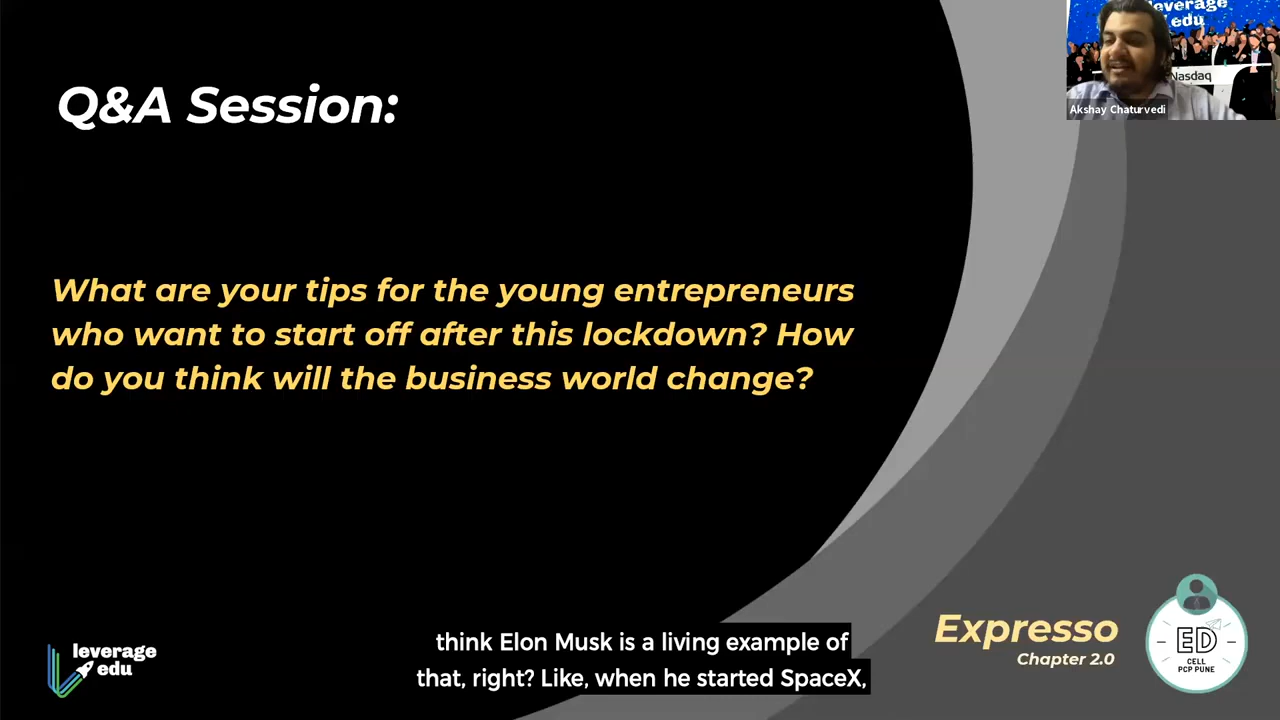 leverage
edu
Nasdaq
Akshay Chaturvedi
Q&A Session:
What are your tips for the young entrepreneurs
who want to start off after this lockdown? How
do you think will the business world change?
leverage
edu
think Elon Musk is a living example of
that, right? Like, when he started SpaceX,
Expresso
Chapter 2.0
ED
CELL
PCP PUNE